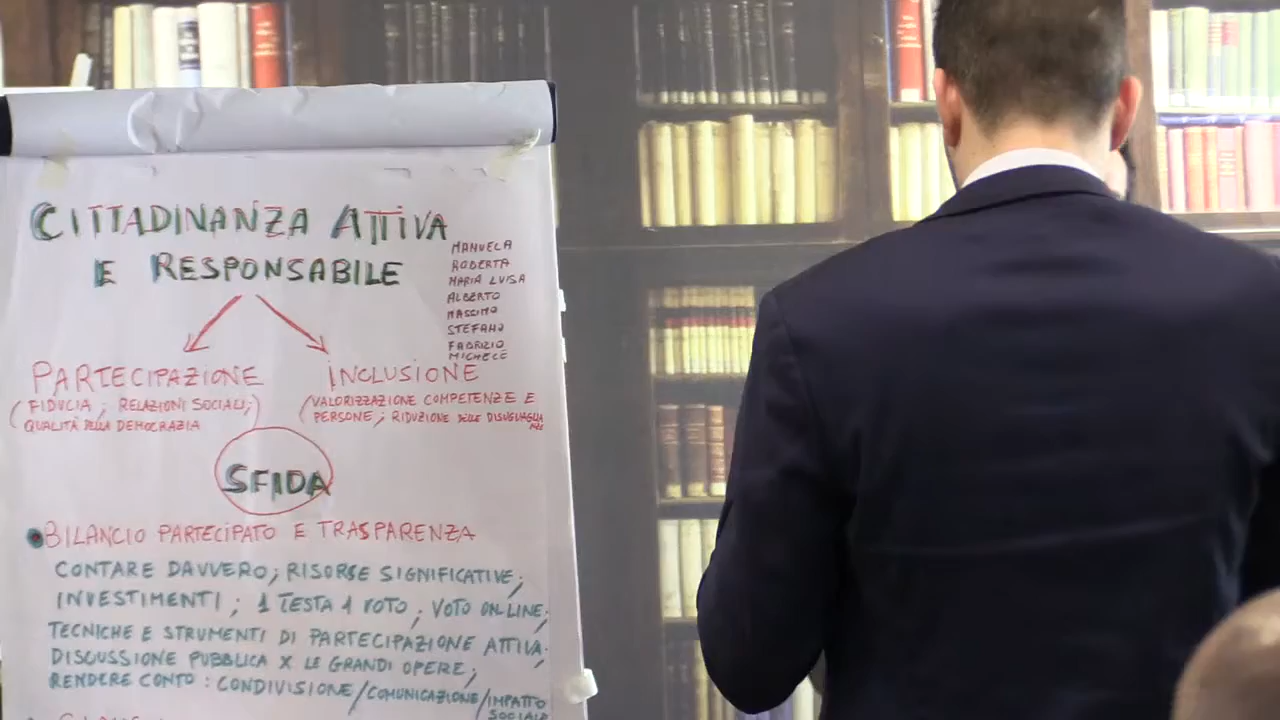 CITTADINANZA ATTIVA
E RESPONSABILE
MANUELA
ROBERTA
MARIA LUISA
ALBERTO
MASSIMO
STEFANO
FABRIZIO
MICHELE
PARTECIPAZIONE
(FIDUCIA; RELAZIONI SOCIALI;)
QUALITÀ DELLA DEMOCRAZIA
INCLUSIONE
(VALORIZZAZIONE COMPETENZE E
PERSONE; RIDUZIONE DELLE DISUGUAGLIA
NZE
SFIDA
BILANCIO PARTECIPATO E TRASPARENZA
CONTARE DAVVERO; RISORSE SIGNIFICATIVE;
INVESTIMENTI; 1 TESTA 1 VOTO; VOTO ON LINE;
TECNICHE E STRUMENTI DI PARTECIPAZIONE ATTIVA;
DISCUSSIONE PUBBLICA X LE GRANDI OPERE;
RENDERE CONTO: CONDIVISIONE/COMUNICAZIONE/IMPATTO
SOCIALE